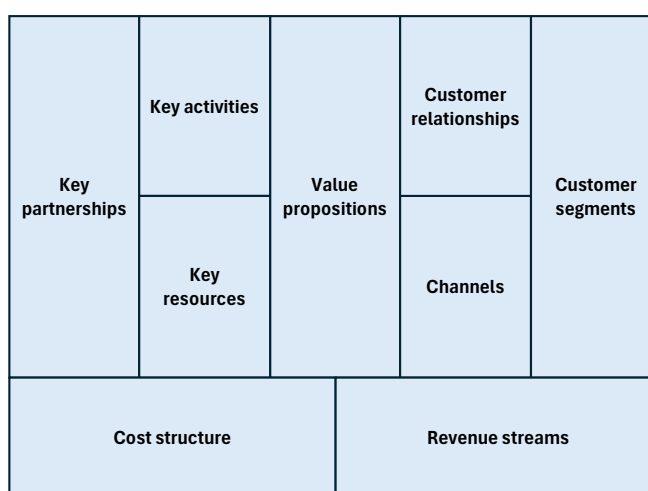 Key
partnerships
Key activities
Key
resources
Value
propositions
Customer
relationships
Channels
Customer
segments
Cost structure
Revenue streams